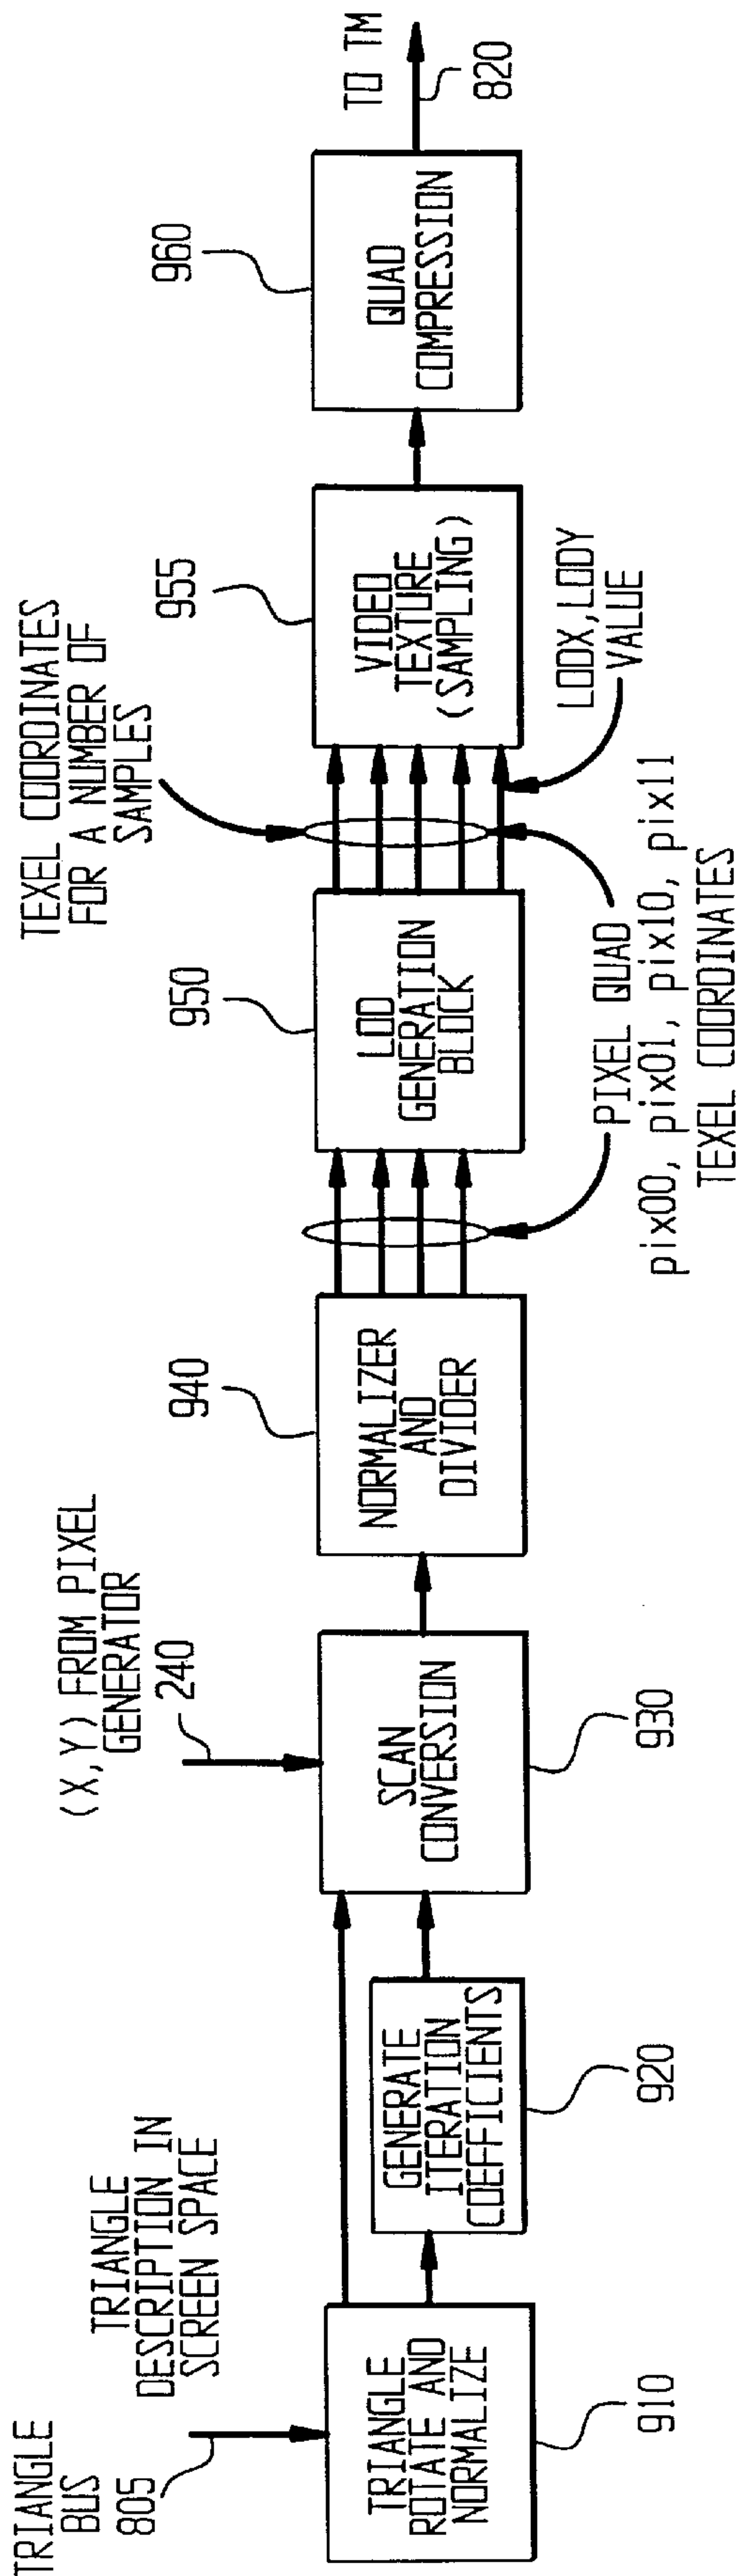 TRIANGLE
BUS
805
TRIANGLE
DESCRIPTION IN
SCREEN SPACE
TRIANGLE
ROTATE AND
NORMALIZE
910
GENERATE
ITERATION
COEFFICIENTS
920
(X,Y) FROM PIXEL
GENERATOR
240
SCAN
CONVERSION
930
NORMALIZER
AND
DIVIDER
940
PIXEL QUAD
pix00, pix01, pix10, pix11
TEXEL COORDINATES
LOD
GENERATION
BLOCK
950
TEXEL COORDINATES
FOR A NUMBER OF
SAMPLES
LODX,LODY
VALUE
VIDEO
TEXTURE
(SAMPLING)
955
QUAD
COMPRESSION
960
TO TM
820